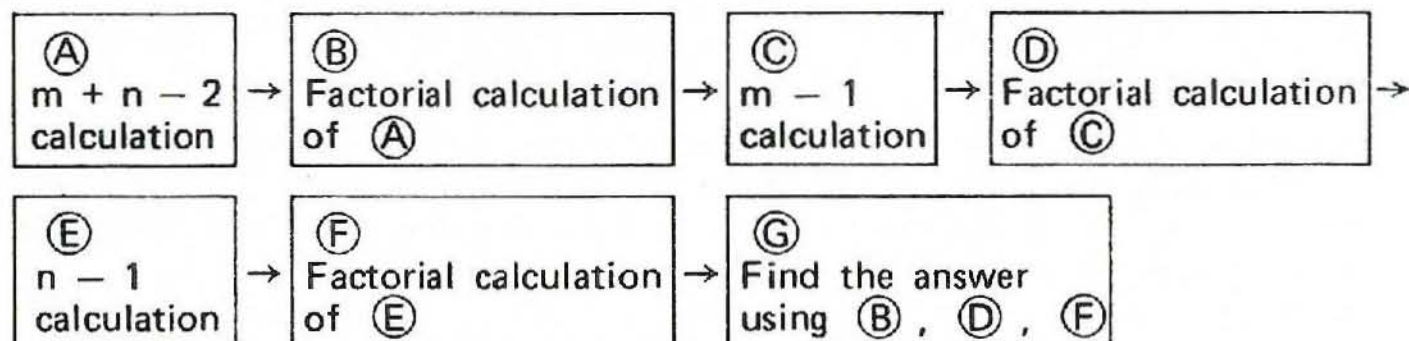 Ⓐ
m + n − 2
calculation
→
Ⓑ
Factorial calculation
of Ⓐ
→
Ⓒ
m − 1
calculation
→
Ⓓ
Factorial calculation
of Ⓒ
→
Ⓔ
n − 1
calculation
→
Ⓕ
Factorial calculation
of Ⓔ
→
Ⓖ
Find the answer
using Ⓑ , Ⓓ , Ⓕ